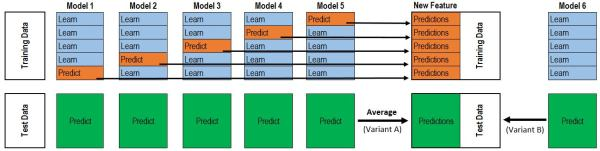 Model 1 Model 2 Model 3 Model 4 Model 5 New Feature Model 6
Training Data
Learn Learn Learn Learn Predict Predictions Learn
Learn Learn Learn Predict Learn Predictions Learn
Learn Learn Predict Learn Learn Predictions Learn
Learn Predict Learn Learn Learn Predictions Learn
Predict Learn Learn Learn Learn Predictions Learn
Training Data
Test Data
Predict Predict Predict Predict Predict
Average
(Variant A)
Predictions
Test Data
(Variant B)
Predict